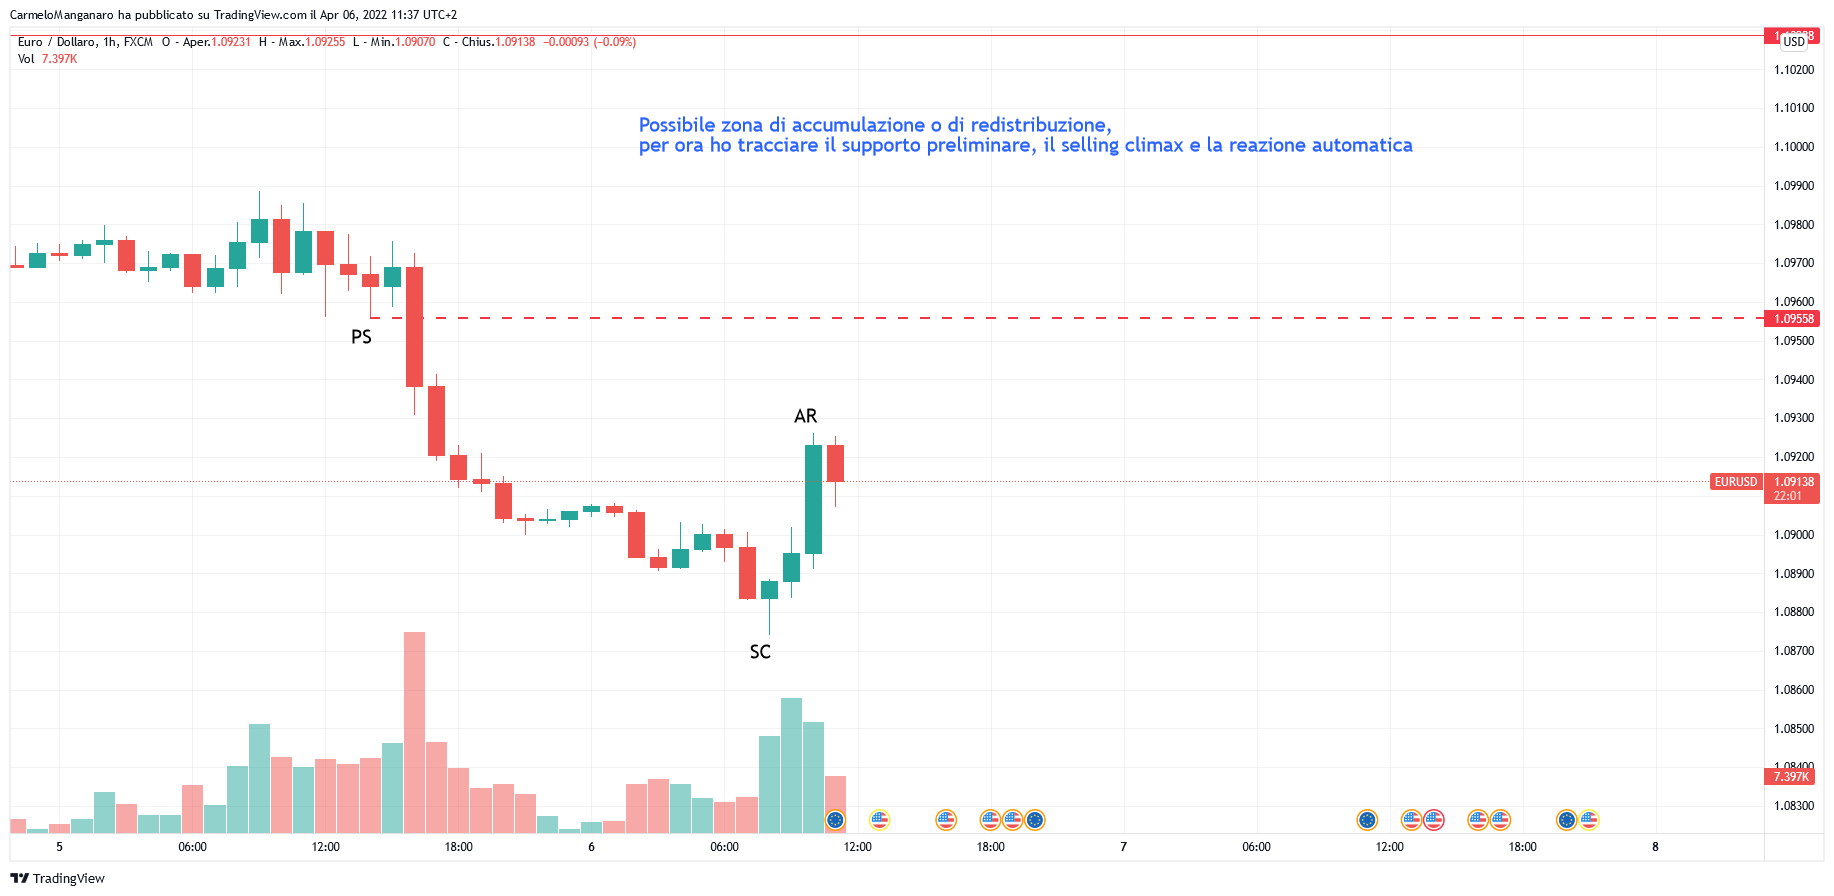 CarmeloManganaro ha pubblicato su TradingView.com il Apr 06, 2022 11:37 UTC+2
Euro / Dollaro, 1h, FXCM O - Aper.1.09231 H - Max.1.09255 L - Min.1.09070 C - Chius.1.09138 −0.00093 (−0.09%)
Vol 7.397K
USD
1.10200
1.10100
Possibile zona di accumulazione o di redistribuzione,
per ora ho tracciare il supporto preliminare, il selling climax e la reazione automatica
1.10000
1.09900
1.09800
1.09700
1.09600
1.09558
PS
1.09500
1.09400
AR
1.09300
1.09200
EURUSD 1.09138
22:01
1.09000
1.08900
1.08800
SC
1.08700
1.08600
1.08500
1.08400
7.397K
1.08300
5 06:00 12:00 18:00 6 06:00 12:00 18:00 7 06:00 12:00 18:00 8
TradingView